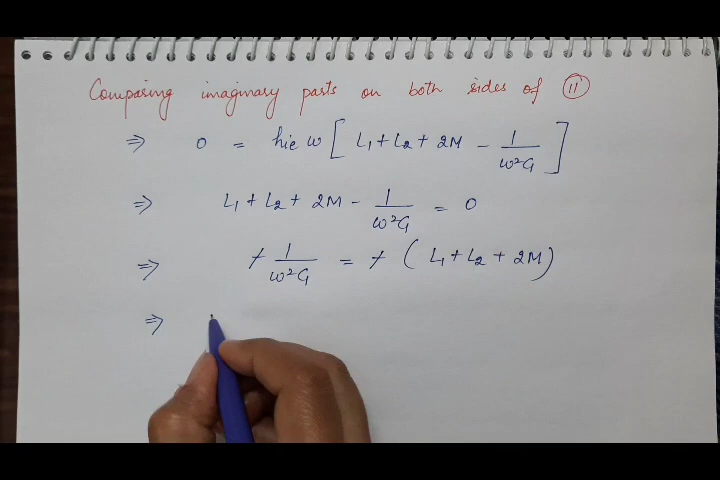 Comparing imaginary parts on both sides of (11)
⇒ 0 = hie ω [ L1 + L2 + 2M - 1/ω²C1 ]
⇒ L1 + L2 + 2M - 1/ω²C1 = 0
⇒ ≁ 1/ω²C1 = ≁ ( L1 + L2 + 2M )
⇒